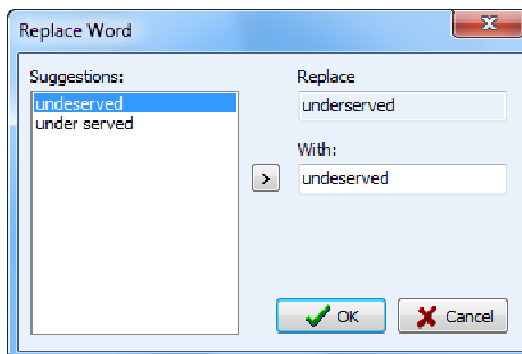 Replace Word
Suggestions:
undeserved
under served
Replace
underserved
With:
undeserved
>
OK
Cancel